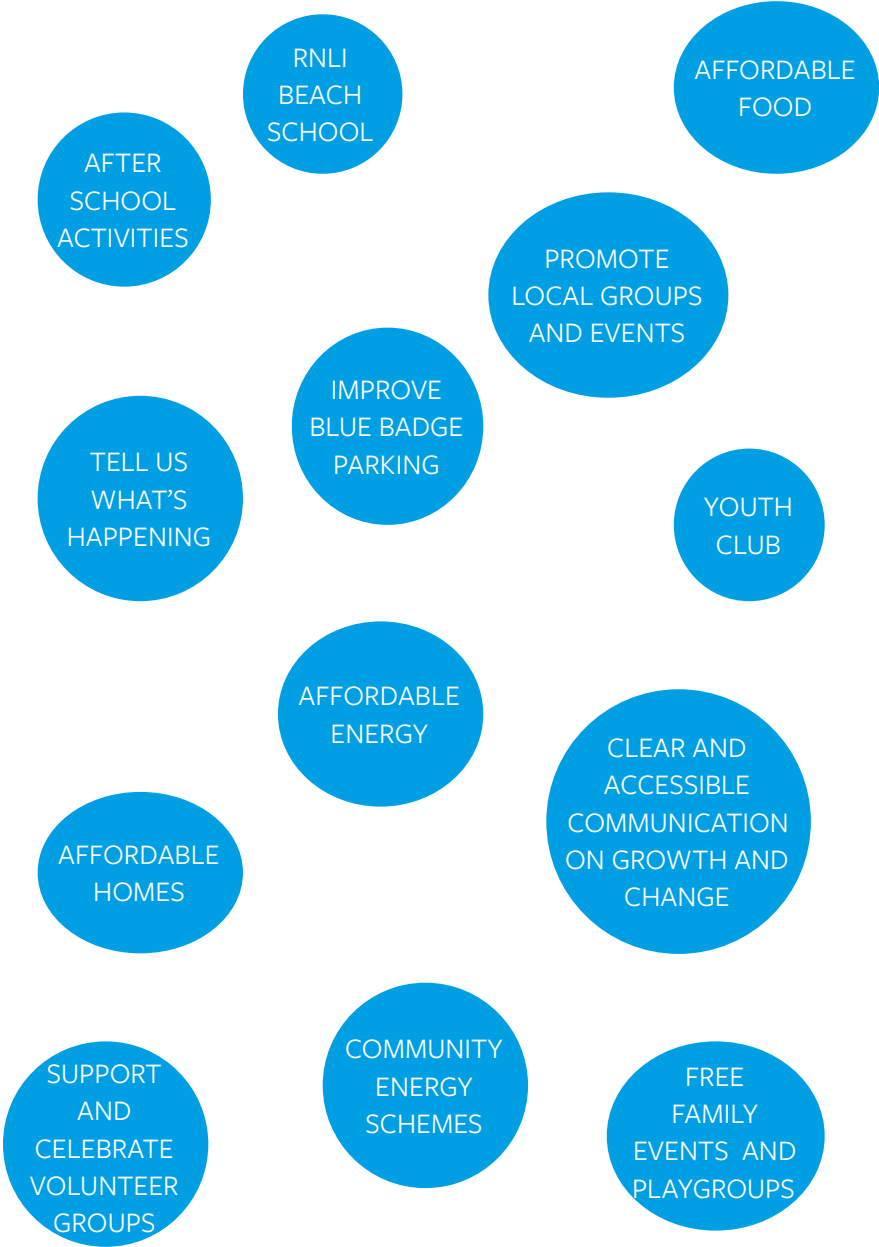 RNLI
BEACH
SCHOOL
AFFORDABLE
FOOD
AFTER
SCHOOL
ACTIVITIES
PROMOTE
LOCAL GROUPS
AND EVENTS
IMPROVE
BLUE BADGE
PARKING
TELL US
WHAT’S
HAPPENING
YOUTH
CLUB
AFFORDABLE
ENERGY
CLEAR AND
ACCESSIBLE
COMMUNICATION
ON GROWTH AND
CHANGE
AFFORDABLE
HOMES
COMMUNITY
ENERGY
SCHEMES
SUPPORT
AND
CELEBRATE
VOLUNTEER
GROUPS
FREE
FAMILY
EVENTS AND
PLAYGROUPS